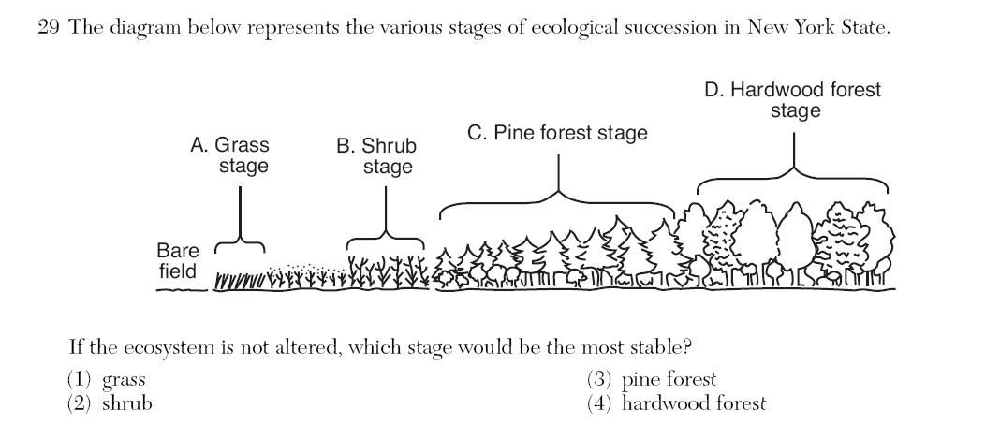 29 The diagram below represents the various stages of ecological succession in New York State.
D. Hardwood forest
stage
C. Pine forest stage
A. Grass
stage
B. Shrub
stage
Bare
field
If the ecosystem is not altered, which stage would be the most stable?
(1) grass
(2) shrub
(3) pine forest
(4) hardwood forest